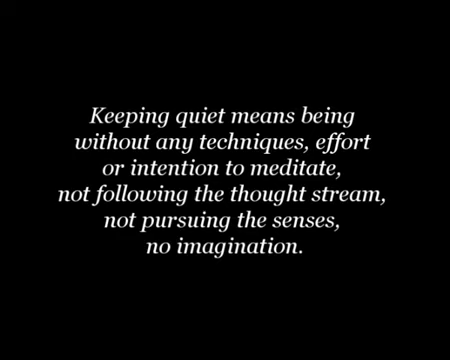 Keeping quiet means being
without any techniques, effort
or intention to meditate,
not following the thought stream,
not pursuing the senses,
no imagination.